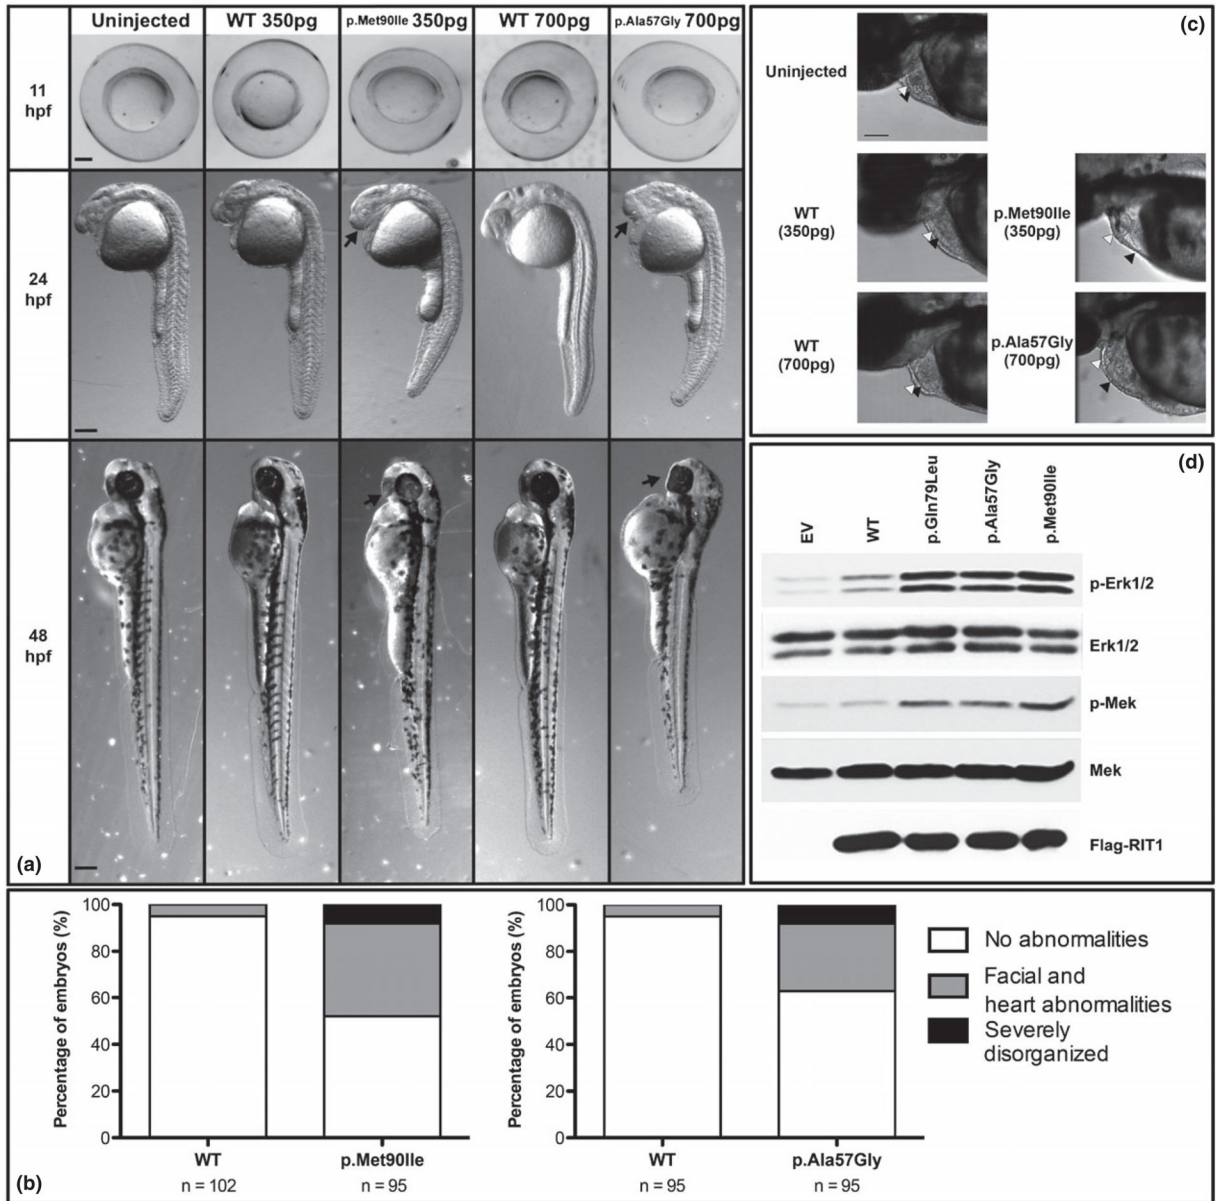 Uninjected WT 350pg p.Met90Ile 350pg WT 700pg p.Ala57Gly 700pg
11
hpf
24
hpf
48
hpf
(a)
(c)
Uninjected
WT
(350pg)
p.Met90Ile
(350pg)
WT
(700pg)
p.Ala57Gly
(700pg)
(d)
EV WT p.Gln79Leu p.Ala57Gly p.Met90Ile
p-Erk1/2
Erk1/2
p-Mek
Mek
Flag-RIT1
Percentage of embryos (%)
100
80
60
40
20
0
WT p.Met90Ile
n = 102 n = 95
Percentage of embryos (%)
100
80
60
40
20
0
WT p.Ala57Gly
n = 95 n = 95
No abnormalities
Facial and
heart abnormalities
Severely
disorganized
(b)